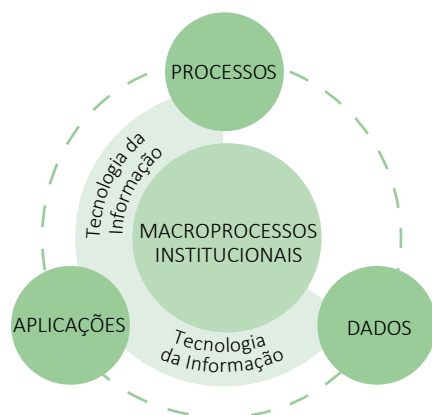 PROCESSOS
Tecnologia da
Informação
MACROPROCESSOS
INSTITUCIONAIS
APLICAÇÕES
DADOS
Tecnologia
da Informação